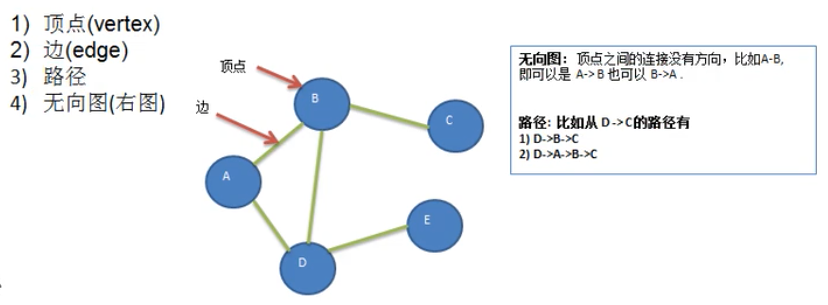 1) 顶点(vertex)
2) 边(edge)
3) 路径
4) 无向图(右图)
顶点
边
B
C
A
E
D
无向图：顶点之间的连接没有方向，比如A-B,
即可以是 A-> B 也可以 B->A .
路径: 比如从 D -> C 的路径有
1) D->B->C
2) D->A->B->C